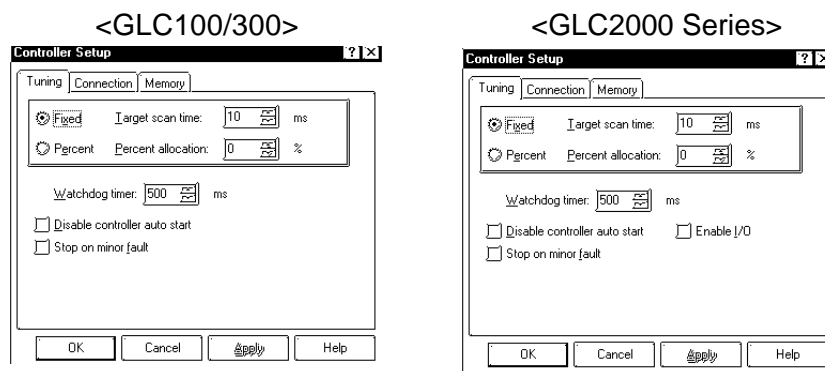 <GLC100/300>
Controller Setup
Tuning Connection Memory
Fixed Target scan time: 10 ms
Percent Percent allocation: 0 %
Watchdog timer: 500 ms
Disable controller auto start
Stop on minor fault
OK Cancel Apply Help
<GLC2000 Series>
Controller Setup
Tuning Connection Memory
Fixed Target scan time: 10 ms
Percent Percent allocation: 0 %
Watchdog timer: 500 ms
Disable controller auto start Enable I/O
Stop on minor fault
OK Cancel Apply Help